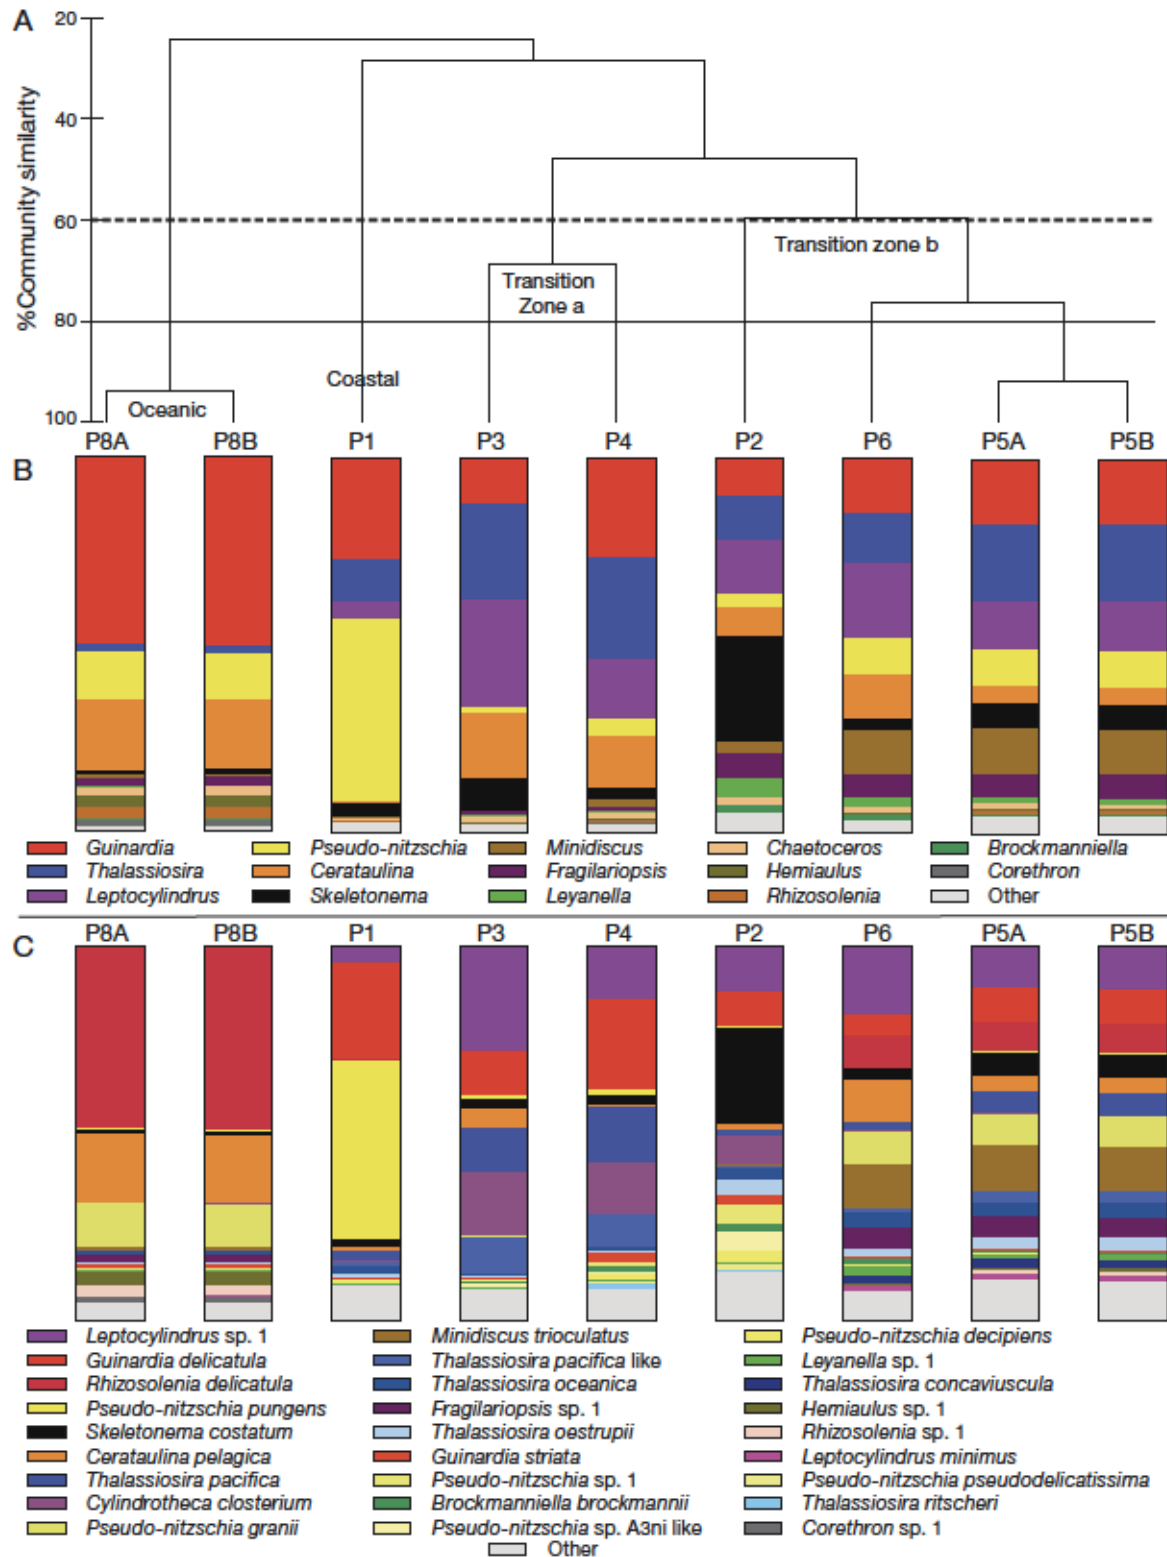 A
20
40
60
80
100
%Community similarity
Transition zone b
Transition
Zone a
Coastal
Oceanic
P8A P8B P1 P3 P4 P2 P6 P5A P5B
B
Guinardia Pseudo-nitzschia Minidiscus Chaetoceros Brockmanniella
Thalassiosira Cerataulina Fragilariopsis Hemiaulus Corethron
Leptocylindrus Skeletonema Leyanella Rhizosolenia Other
C
P8A P8B P1 P3 P4 P2 P6 P5A P5B
Leptocylindrus sp. 1 Minidiscus trioculatus Pseudo-nitzschia decipiens
Guinardia delicatula Thalassiosira pacifica like Leyanella sp. 1
Rhizosolenia delicatula Thalassiosira oceanica Thalassiosira concaviuscula
Pseudo-nitzschia pungens Fragilariopsis sp. 1 Hemiaulus sp. 1
Skeletonema costatum Thalassiosira oestrupii Rhizosolenia sp. 1
Cerataulina pelagica Guinardia striata Leptocylindrus minimus
Thalassiosira pacifica Pseudo-nitzschia sp. 1 Pseudo-nitzschia pseudodelicatissima
Cylindrotheca closterium Brockmanniella brockmannii Thalassiosira ritscheri
Pseudo-nitzschia granii Pseudo-nitzschia sp. A3ni like Corethron sp. 1
Other